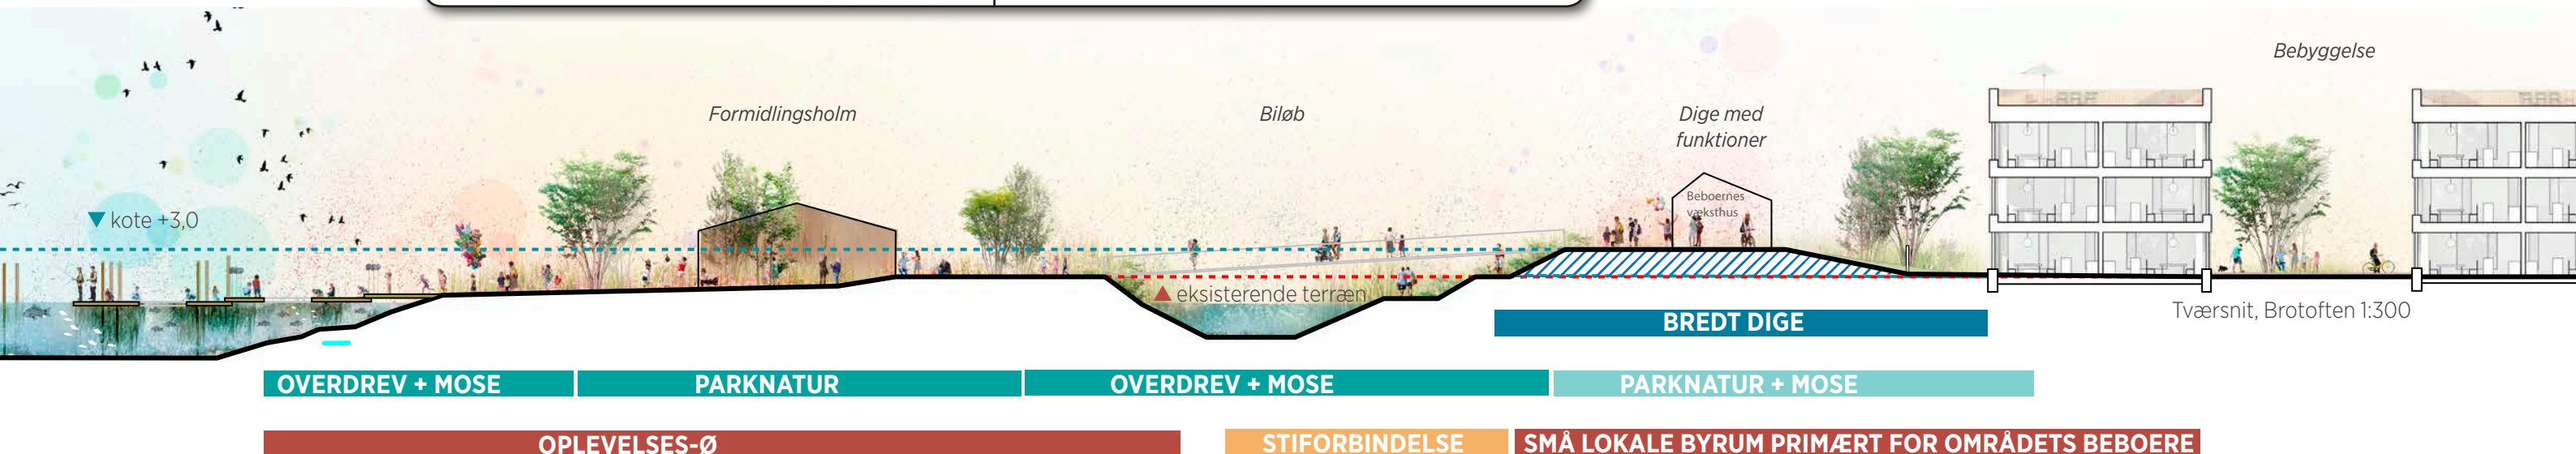 Bebyggelse
Formidlingsholm
Biløb
Dige med
funktioner
Beboernes
væksthus
▼ kote +3,0
▲ eksisterende terræn
Tværsnit, Brotoften 1:300
BREDT DIGE
OVERDREV + MOSE
PARKNATUR
OVERDREV + MOSE
PARKNATUR + MOSE
OPLEVELSES-Ø
STIFORBINDELSE
SMÅ LOKALE BYRUM PRIMÆRT FOR OMRÅDETS BEBOERE